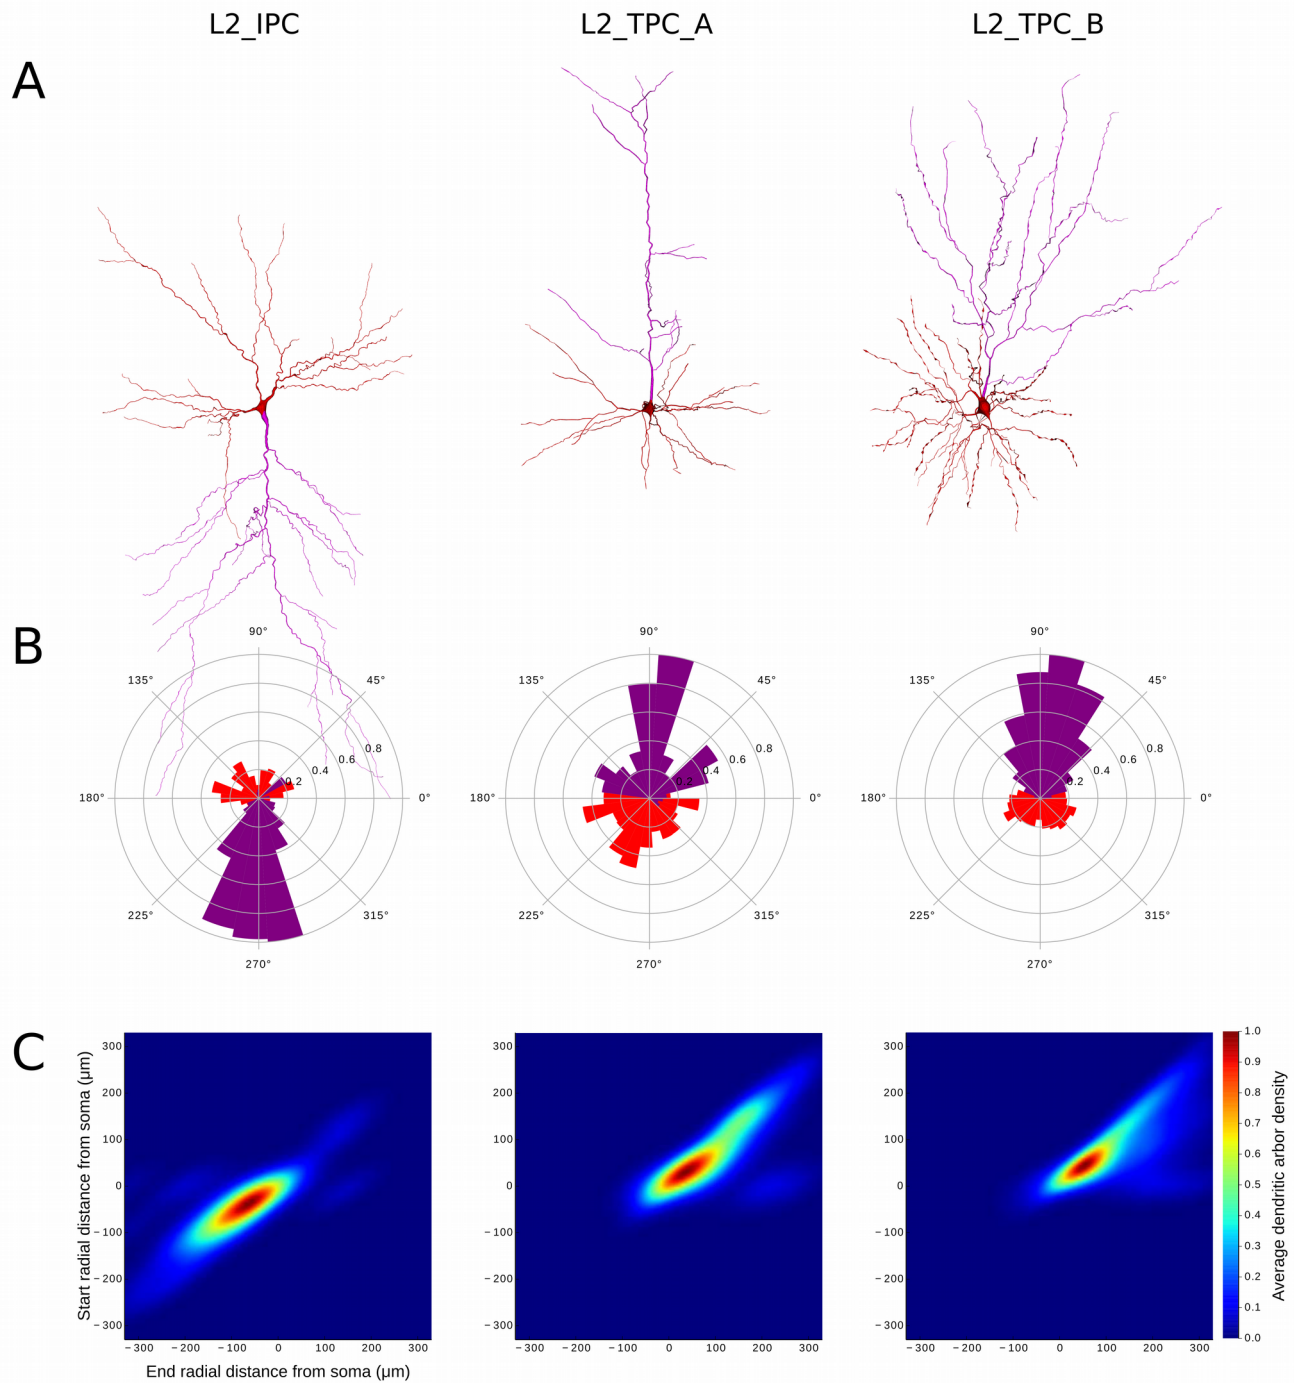 L2_IPC L2_TPC_A L2_TPC_B
A
B
90° 90° 90°
135° 45° 135° 45° 135° 45°
0.8 0.8 0.8
0.6 0.6 0.6
0.4 0.4 0.4
0.2 0.2 0.2
180° 0° 180° 0° 180° 0°
225° 315° 225° 315° 225° 315°
270° 270° 270°
C
Start radial distance from soma (μm)
300 300 300
200 200 200
100 100 100
0 0 0
−100 −100 −100
−200 −200 −200
−300 −300 −300
−300 −200 −100 0 100 200 300
−300 −200 −100 0 100 200 300
−300 −200 −100 0 100 200 300
End radial distance from soma (μm)
1.0
0.9
0.8
0.7
0.6
0.5
0.4
0.3
0.2
0.1
0.0
Average dendritic arbor density